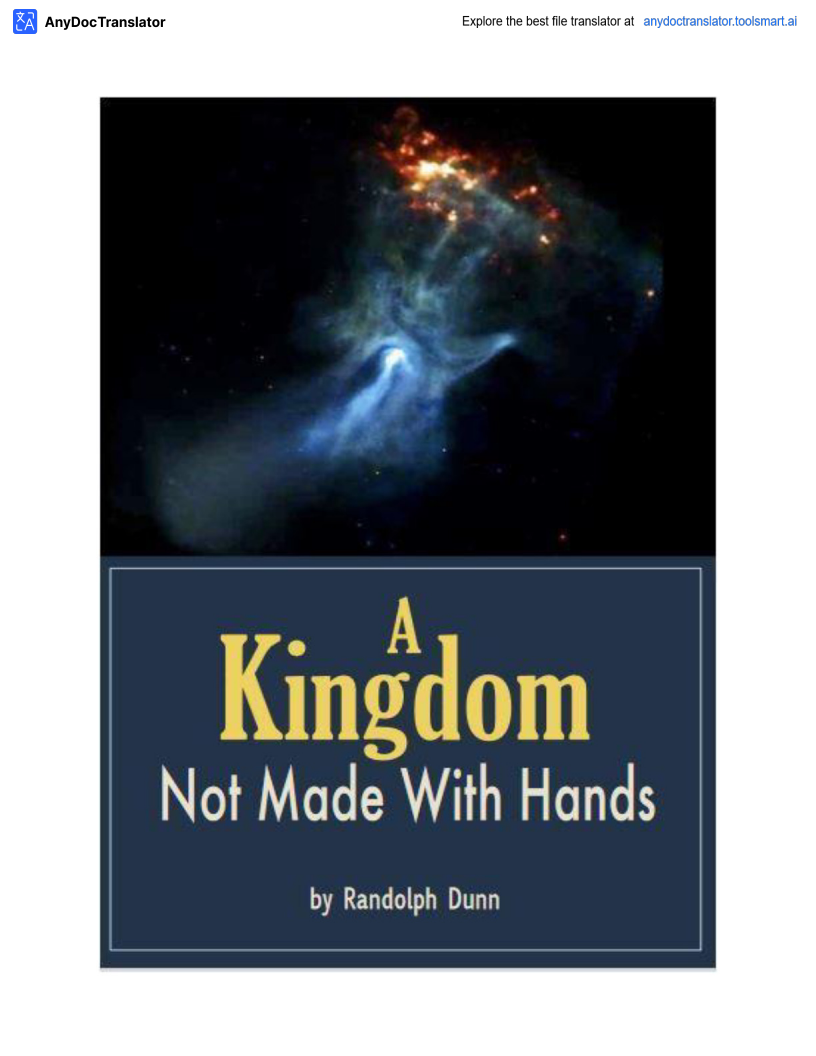 AnyDocTranslator
Explore the best file translator at anydoctranslator.toolsmart.ai
A
Kingdom
Not Made With Hands
by Randolph Dunn